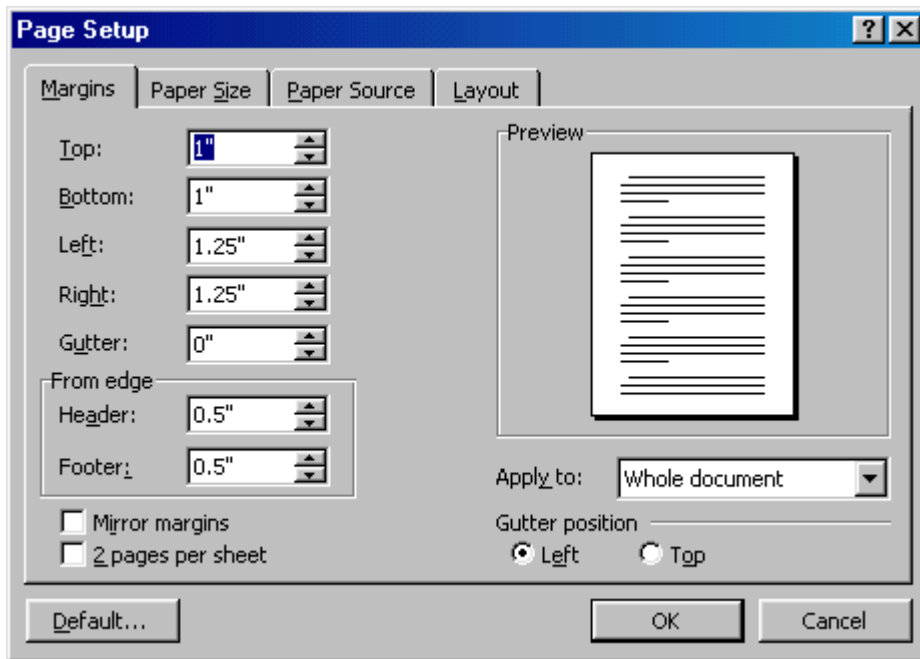 Page Setup
Margins Paper Size Paper Source Layout
Top: 1"
Bottom: 1"
Left: 1.25"
Right: 1.25"
Gutter: 0"
From edge
Header: 0.5"
Footer: 0.5"
Mirror margins
2 pages per sheet
Preview
Apply to: Whole document
Gutter position
Left Top
Default... OK Cancel